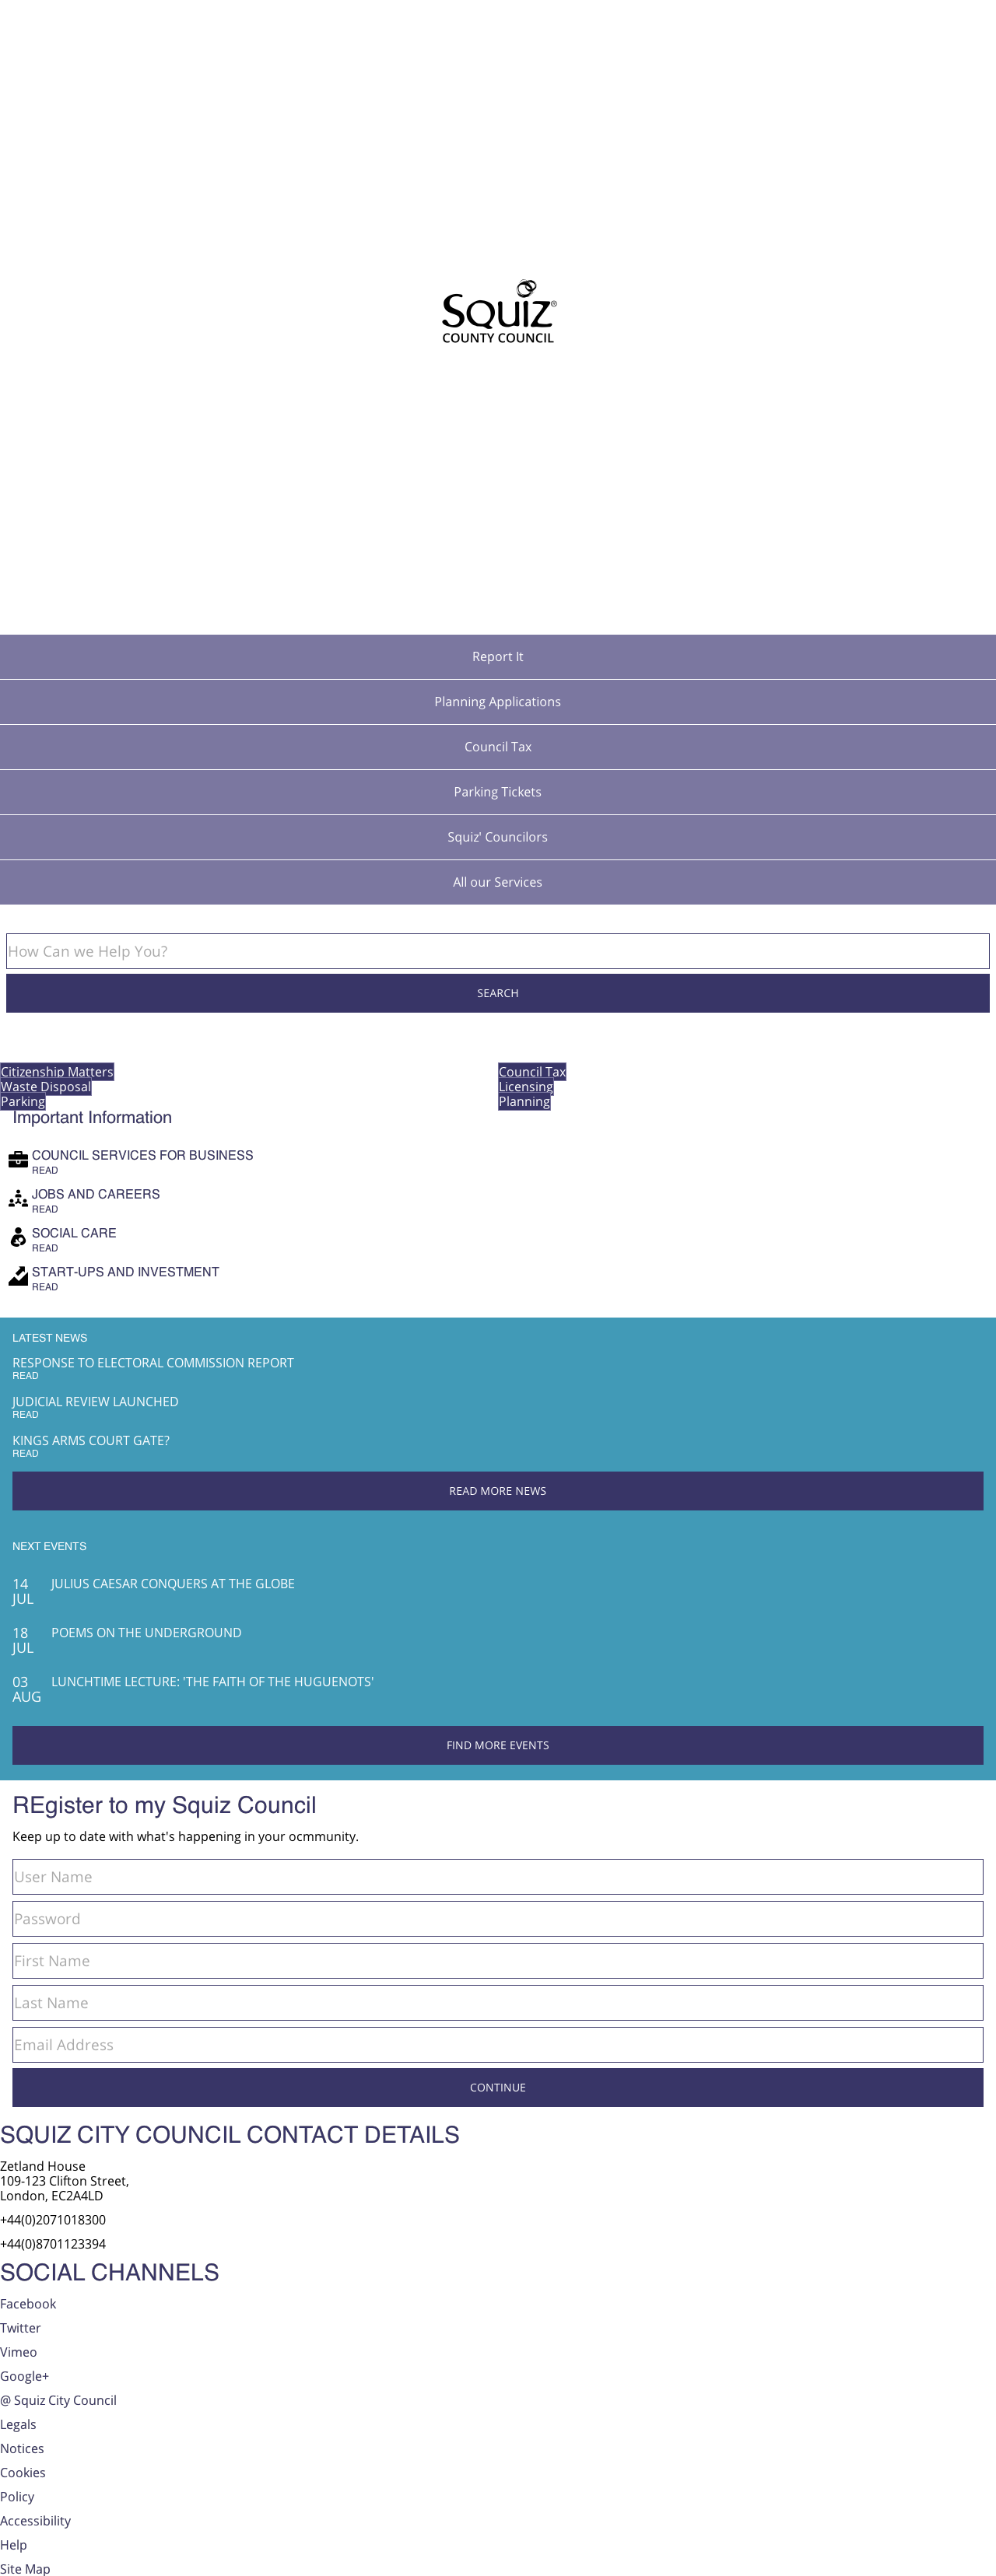 Squiz®
COUNTY COUNCIL
Report It
Planning Applications
Council Tax
Parking Tickets
Squiz' Councilors
All our Services
How Can we Help You?
SEARCH
Citizenship Matters
Council Tax
Waste Disposal
Licensing
Parking
Planning
Important Information
COUNCIL SERVICES FOR BUSINESS
READ
JOBS AND CAREERS
READ
SOCIAL CARE
READ
START-UPS AND INVESTMENT
READ
LATEST NEWS
RESPONSE TO ELECTORAL COMMISSION REPORT
READ
JUDICIAL REVIEW LAUNCHED
READ
KINGS ARMS COURT GATE?
READ
READ MORE NEWS
NEXT EVENTS
14 JULIUS CAESAR CONQUERS AT THE GLOBE
JUL
18 POEMS ON THE UNDERGROUND
JUL
03 LUNCHTIME LECTURE: 'THE FAITH OF THE HUGUENOTS'
AUG
FIND MORE EVENTS
REgister to my Squiz Council
Keep up to date with what's happening in your ocmmunity.
User Name
Password
First Name
Last Name
Email Address
CONTINUE
SQUIZ CITY COUNCIL CONTACT DETAILS
Zetland House
109-123 Clifton Street,
London, EC2A4LD
+44(0)2071018300
+44(0)8701123394
SOCIAL CHANNELS
Facebook
Twitter
Vimeo
Google+
@ Squiz City Council
Legals
Notices
Cookies
Policy
Accessibility
Help
Site Map